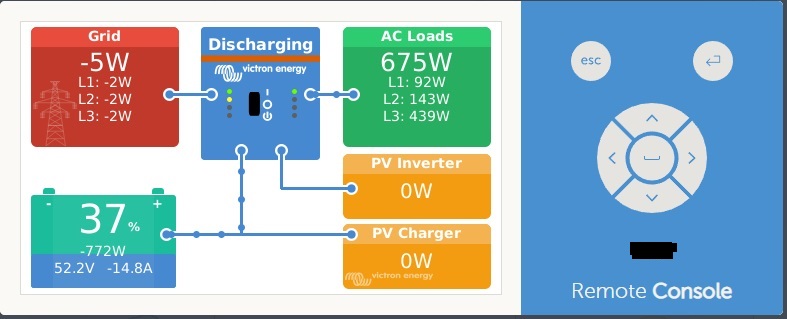 Grid
-5W
L1: -2W
L2: -2W
L3: -2W
Discharging
victron energy
AC Loads
675W
L1: 92W
L2: 143W
L3: 439W
PV Inverter
0W
- +
37%
-772W
52.2V -14.8A
PV Charger
0W
victron energy
esc
Remote Console